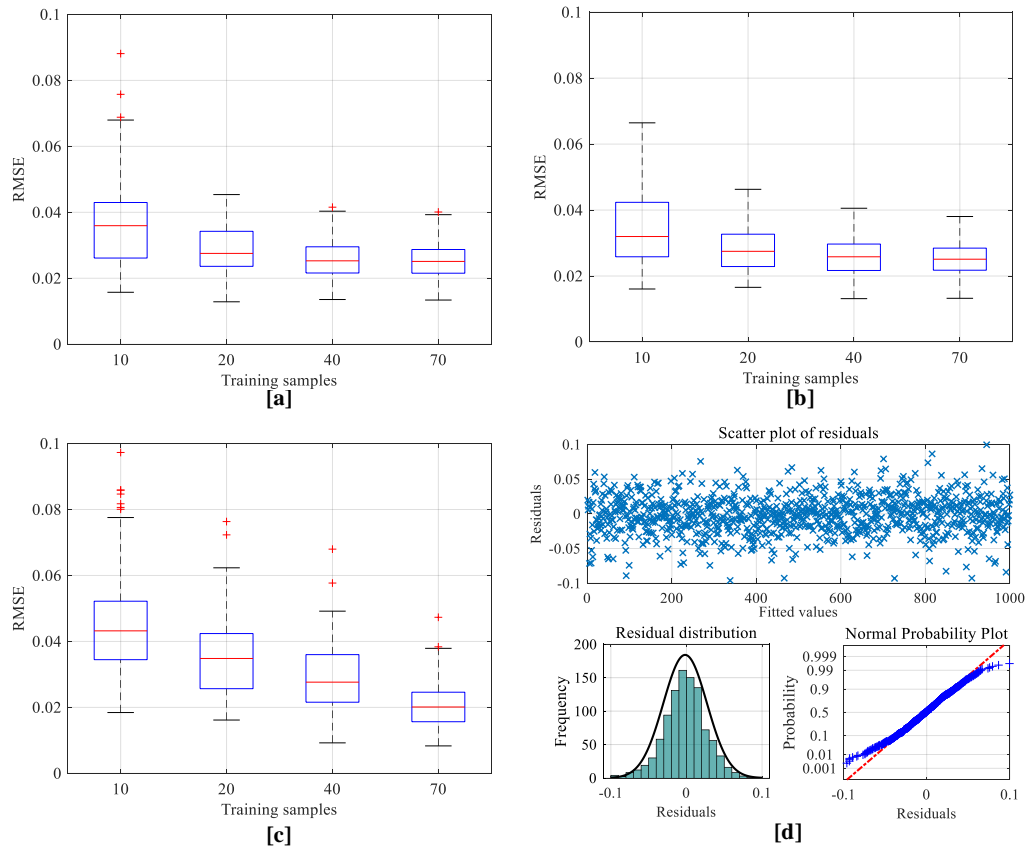 0.1
0.08
0.06
0.04
0.02
0
RMSE
10 20 40 70
Training samples
[a]
0.1
0.08
0.06
0.04
0.02
0
RMSE
10 20 40 70
Training samples
[b]
0.1
0.08
0.06
0.04
0.02
0
RMSE
10 20 40 70
Training samples
[c]
Scatter plot of residuals
0.1
0.05
0
-0.05
-0.1
Residuals
0 200 400 600 800 1000
Fitted values
Residual distribution
200
150
100
50
0
Frequency
-0.1 0 0.1
Residuals
Normal Probability Plot
0.999
0.99
0.9
0.5
0.1
0.01
0.001
Probability
-0.1 0 0.1
Residuals
[d]